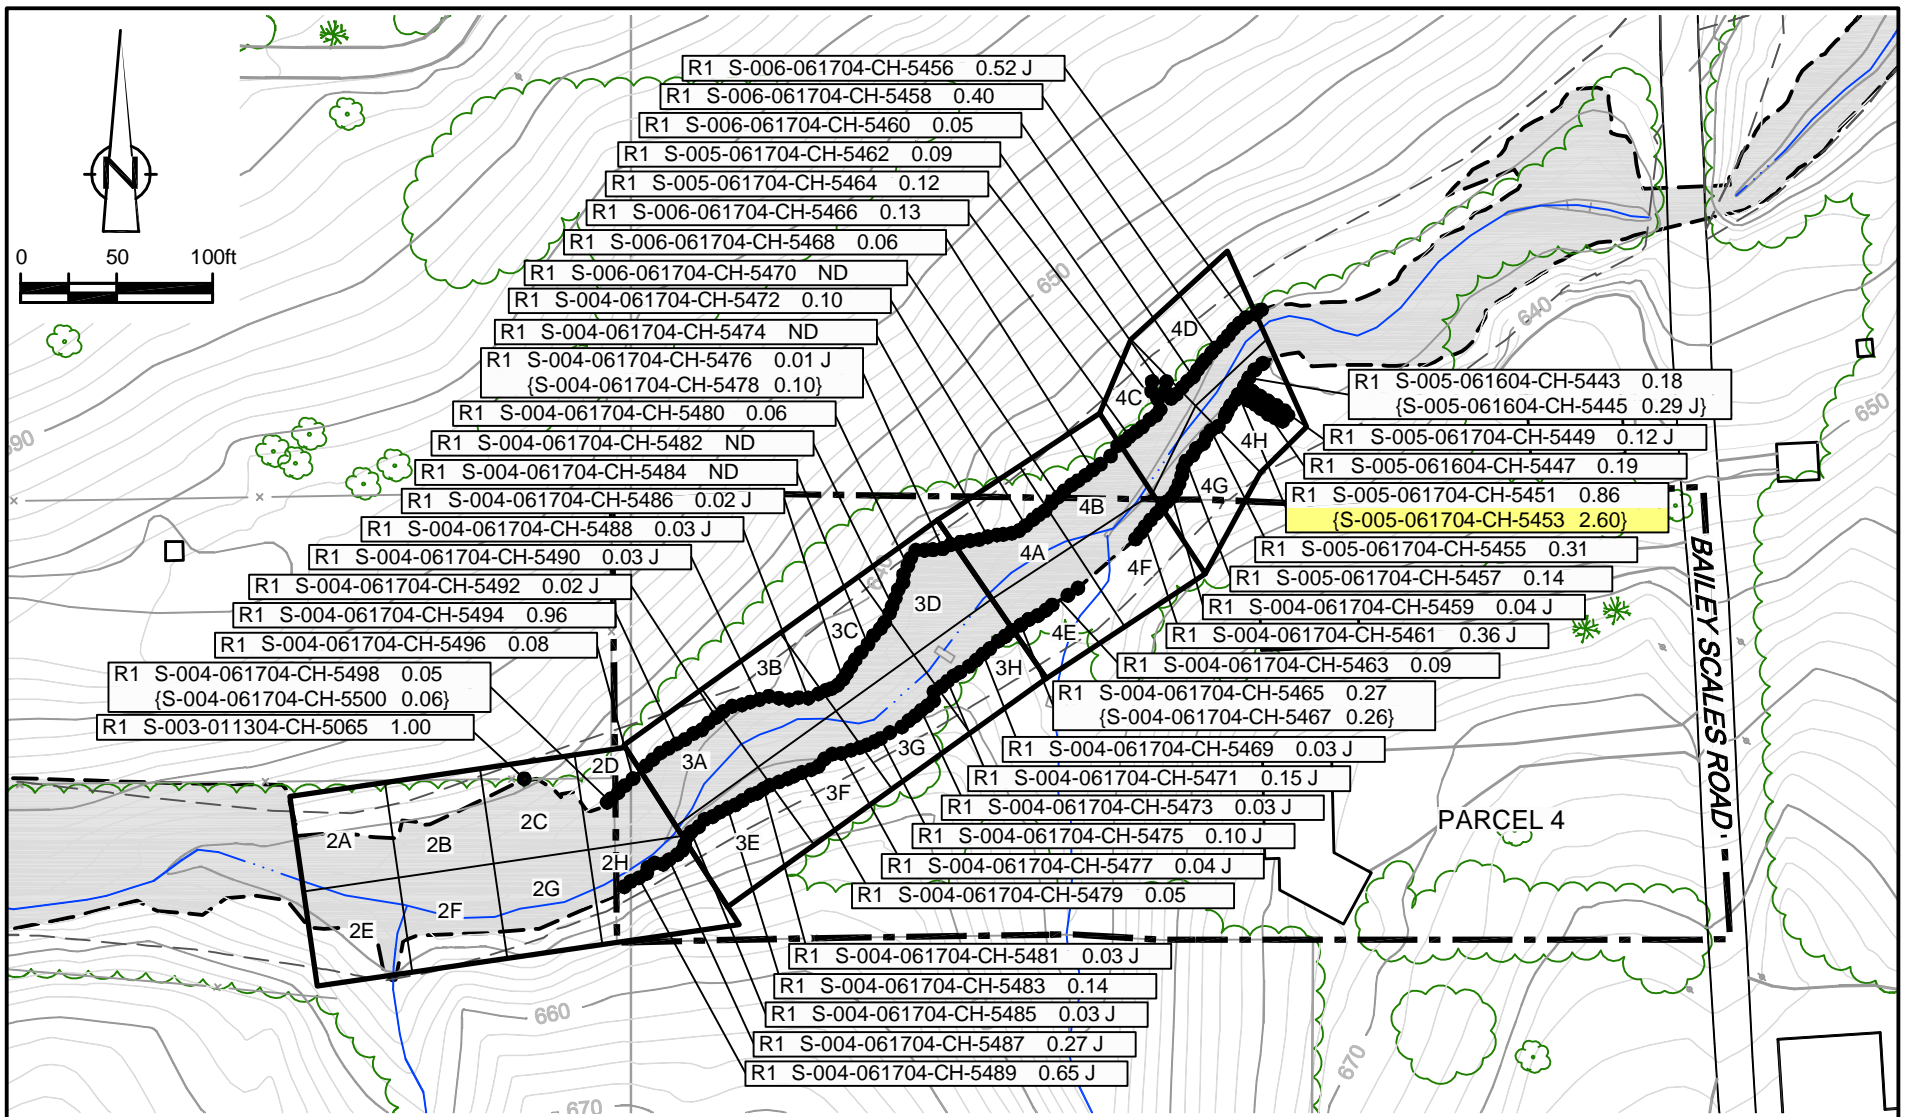 N
0 50 100ft
R1 S-006-061704-CH-5456 0.52 J
R1 S-006-061704-CH-5458 0.40
R1 S-006-061704-CH-5460 0.05
R1 S-005-061704-CH-5462 0.09
R1 S-005-061704-CH-5464 0.12
R1 S-006-061704-CH-5466 0.13
R1 S-006-061704-CH-5468 0.06
R1 S-006-061704-CH-5470 ND
R1 S-004-061704-CH-5472 0.10
R1 S-004-061704-CH-5474 ND
R1 S-004-061704-CH-5476 0.01 J
{S-004-061704-CH-5478 0.10}
R1 S-004-061704-CH-5480 0.06
R1 S-004-061704-CH-5482 ND
R1 S-004-061704-CH-5484 ND
R1 S-004-061704-CH-5486 0.02 J
R1 S-004-061704-CH-5488 0.03 J
R1 S-004-061704-CH-5490 0.03 J
R1 S-004-061704-CH-5492 0.02 J
R1 S-004-061704-CH-5494 0.96
R1 S-004-061704-CH-5496 0.08
R1 S-004-061704-CH-5498 0.05
{S-004-061704-CH-5500 0.06}
R1 S-003-011304-CH-5065 1.00
R1 S-005-061604-CH-5443 0.18
{S-005-061604-CH-5445 0.29 J}
R1 S-005-061704-CH-5449 0.12 J
R1 S-005-061604-CH-5447 0.19
R1 S-005-061704-CH-5451 0.86
{S-005-061704-CH-5453 2.60}
R1 S-005-061704-CH-5455 0.31
R1 S-005-061704-CH-5457 0.14
R1 S-004-061704-CH-5459 0.04 J
R1 S-004-061704-CH-5461 0.36 J
R1 S-004-061704-CH-5463 0.09
R1 S-004-061704-CH-5465 0.27
{S-004-061704-CH-5467 0.26}
R1 S-004-061704-CH-5469 0.03 J
R1 S-004-061704-CH-5471 0.15 J
R1 S-004-061704-CH-5473 0.03 J
R1 S-004-061704-CH-5475 0.10 J
R1 S-004-061704-CH-5477 0.04 J
R1 S-004-061704-CH-5479 0.05
R1 S-004-061704-CH-5481 0.03 J
R1 S-004-061704-CH-5483 0.14
R1 S-004-061704-CH-5485 0.03 J
R1 S-004-061704-CH-5487 0.27 J
R1 S-004-061704-CH-5489 0.65 J
4D
4C
4H
4G
4B
4A
4F
4E
3D
3C
3B
3H
3A
3G
3F
3E
2D
2C
2B
2A
2H
2G
2F
2E
650
640
650
660
670
670
PARCEL 4
BAILEY SCALES ROAD